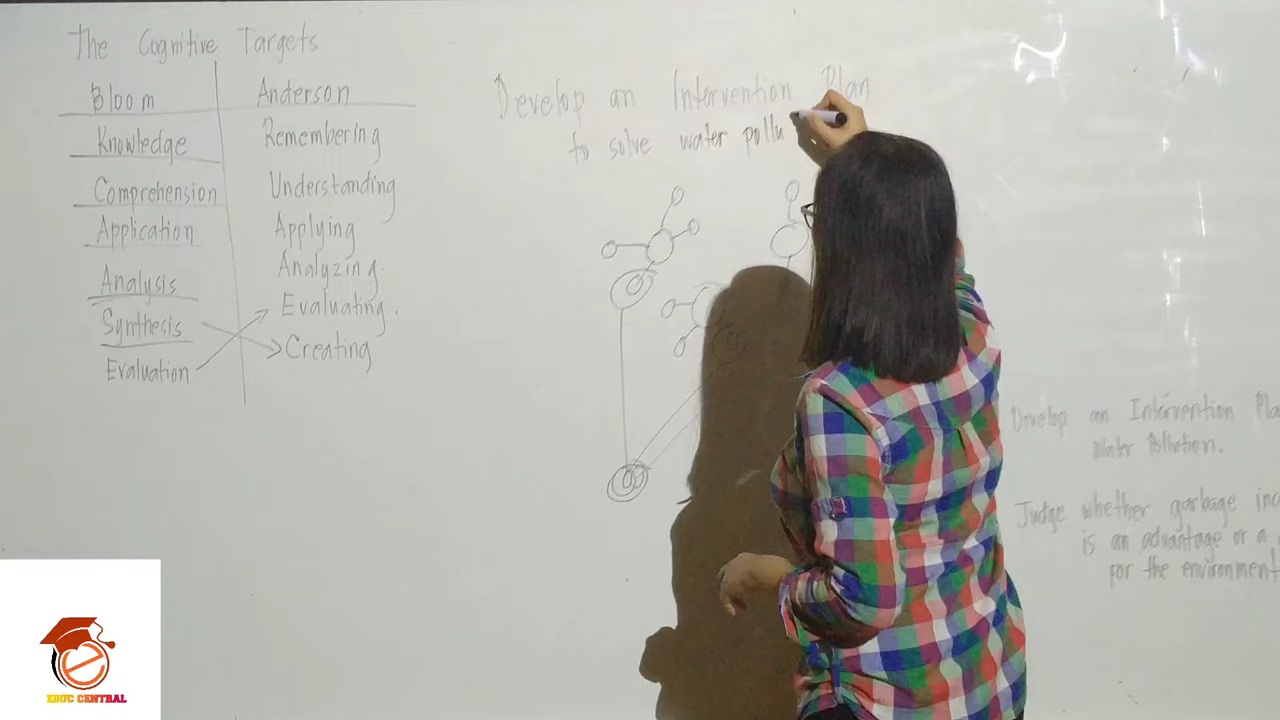 The Cognitive Targets
Bloom Anderson
Knowledge Remembering
Comprehension Understanding
Application Applying
Analysis Analyzing
Synthesis Evaluating.
Evaluation Creating
Develop an Intervention Plan
to solve water pollu
Develop an Intervention Pla
Water Pollution.
Judge whether garbage inc
is an advantage or a
for the environment
EDUC CENTRAL